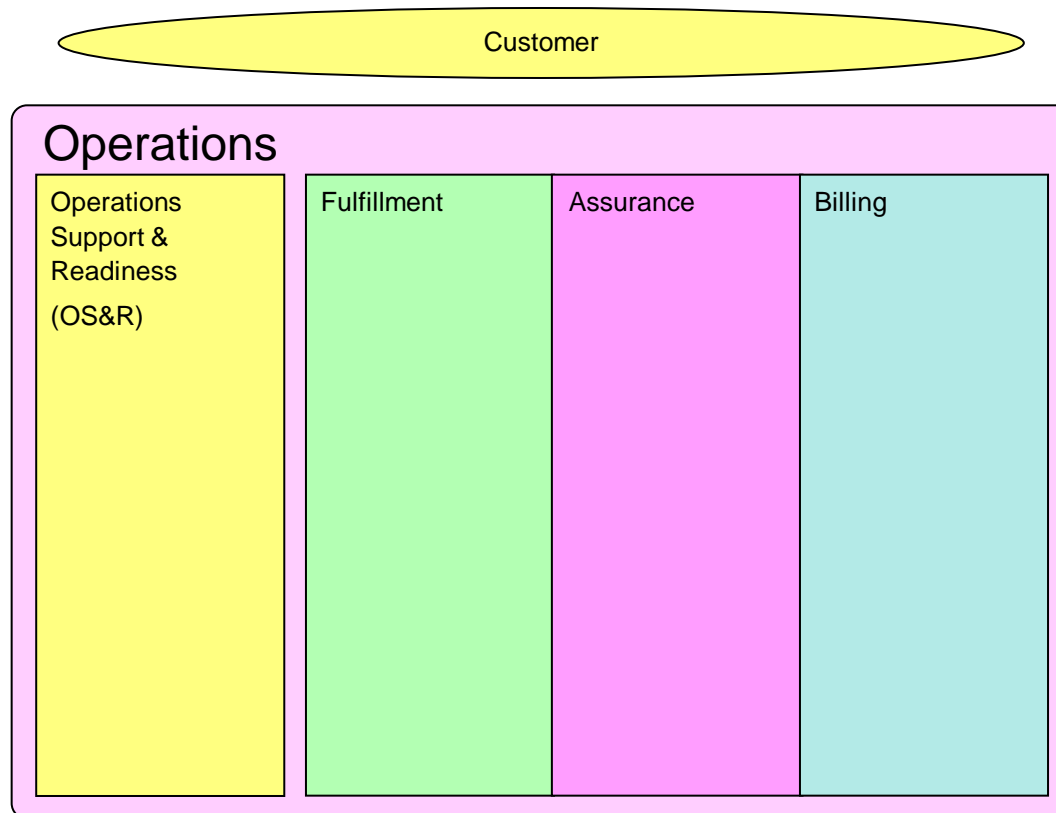 Customer
Operations
Operations
Support &
Readiness
(OS&R)
Fulfillment
Assurance
Billing